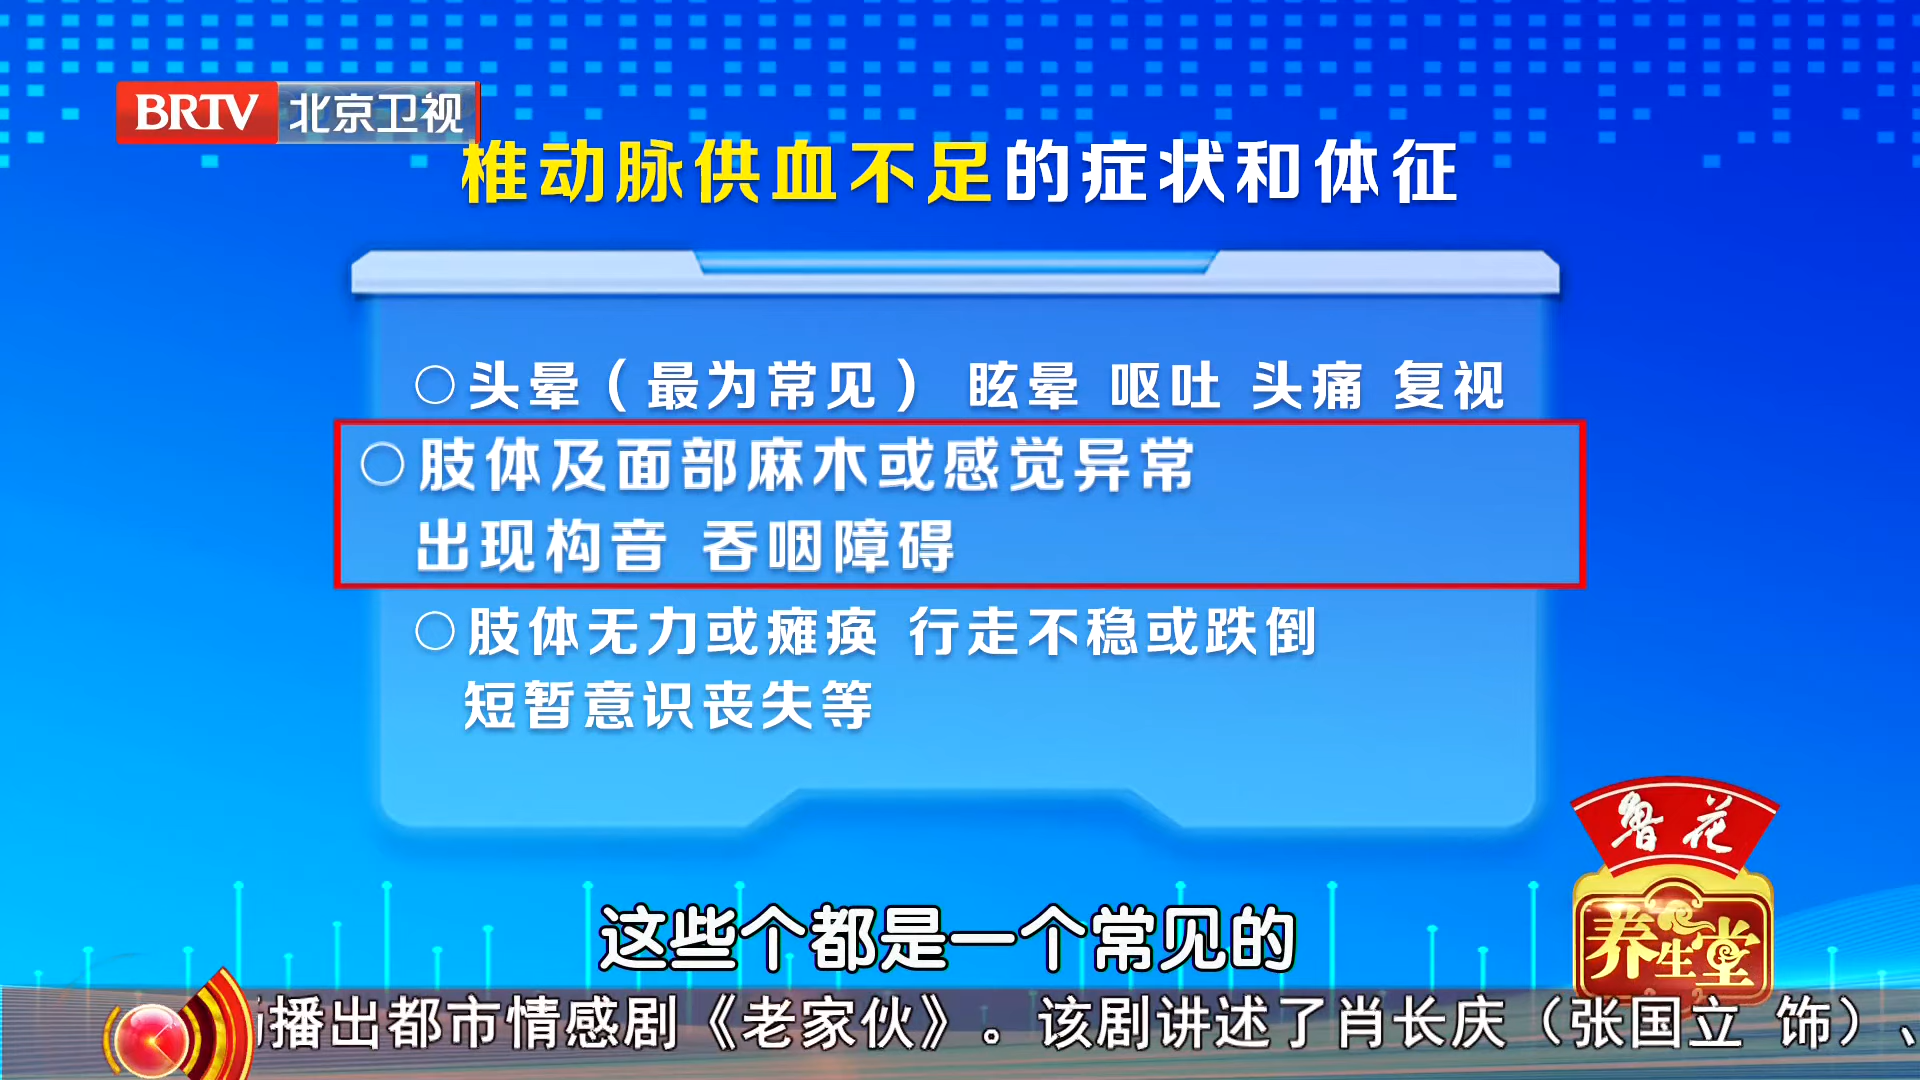 BRTV 北京卫视
椎动脉供血不足的症状和体征
○头晕（最为常见） 眩晕 呕吐 头痛 复视
○肢体及面部麻木或感觉异常
出现构音 吞咽障碍
○肢体无力或瘫痪 行走不稳或跌倒
短暂意识丧失等
鲁花
养生堂
这些个都是一个常见的
播出都市情感剧《老家伙》。该剧讲述了肖长庆（张国立 饰）、